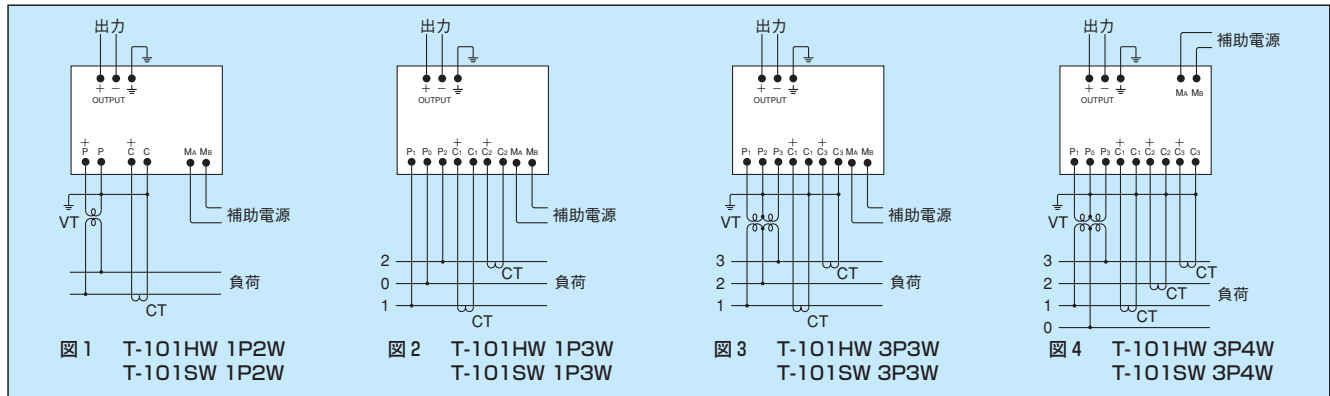 出力
+ − ⏚
OUTPUT
+P P +C C MA MB
VT
補助電源
負荷
CT
図1 T-101HW 1P2W
T-101SW 1P2W
出力
+ − ⏚
OUTPUT
P1 P0 P2 +C1 C1 +C2 C2 MA MB
補助電源
2
0
1
CT
負荷
CT
図2 T-101HW 1P3W
T-101SW 1P3W
出力
+ − ⏚
OUTPUT
P1 P2 P3 +C1 C1 +C3 C3 MA MB
VT
補助電源
3
2
1
CT
負荷
CT
図3 T-101HW 3P3W
T-101SW 3P3W
出力
補助電源
+ − ⏚
OUTPUT
MA MB
P1 P0 P3 +C1 C1 +C2 C2 +C3 C3
VT
3
2
1
0
CT
負荷
CT
CT
図4 T-101HW 3P4W
T-101SW 3P4W